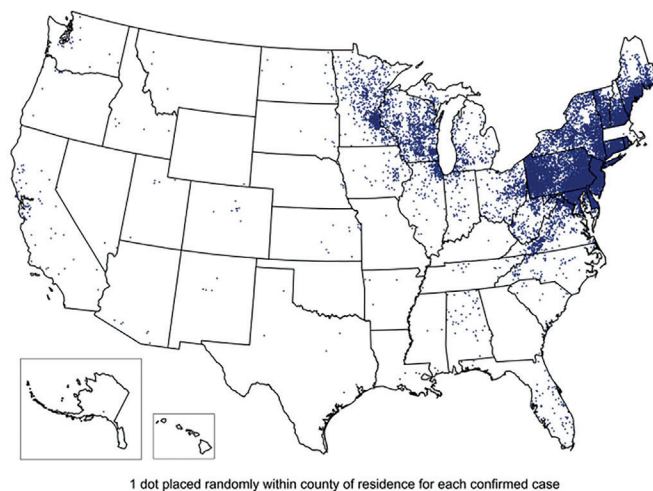 1 dot placed randomly within county of residence for each confirmed case